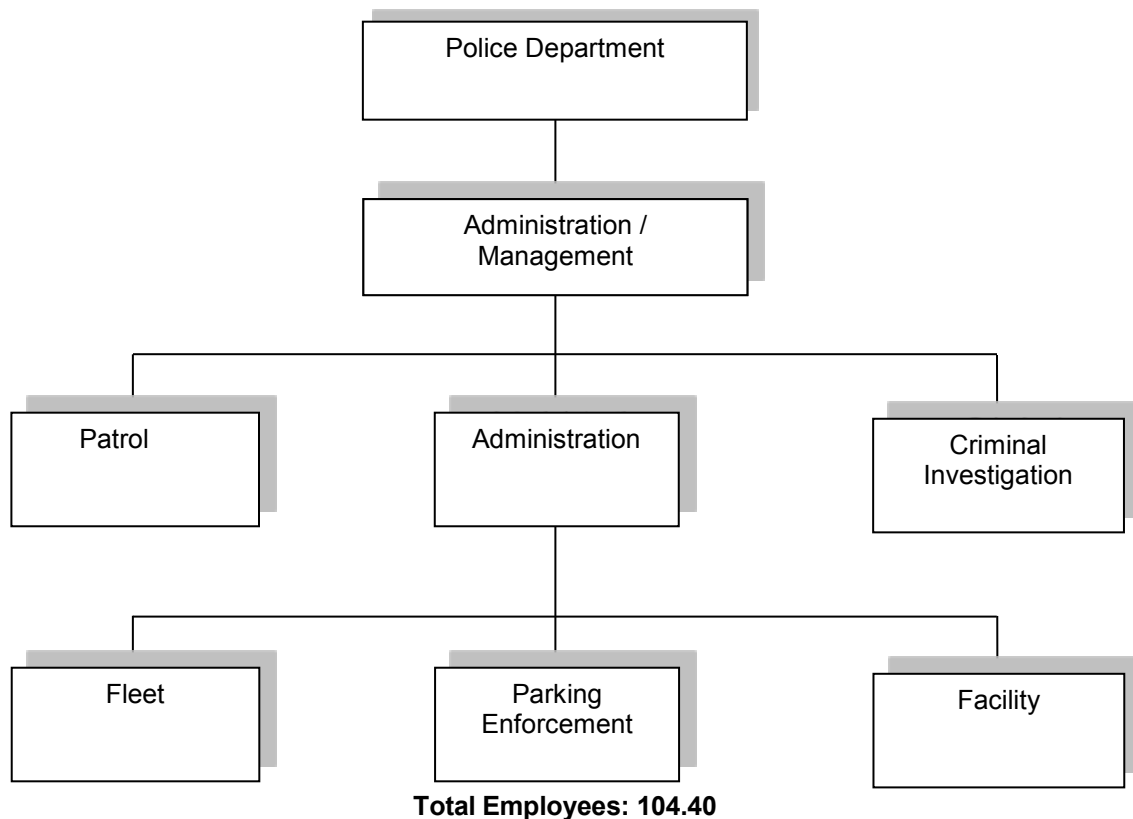 Police Department
Administration /
Management
Patrol
Administration
Criminal
Investigation
Fleet
Parking
Enforcement
Facility
Total Employees: 104.40